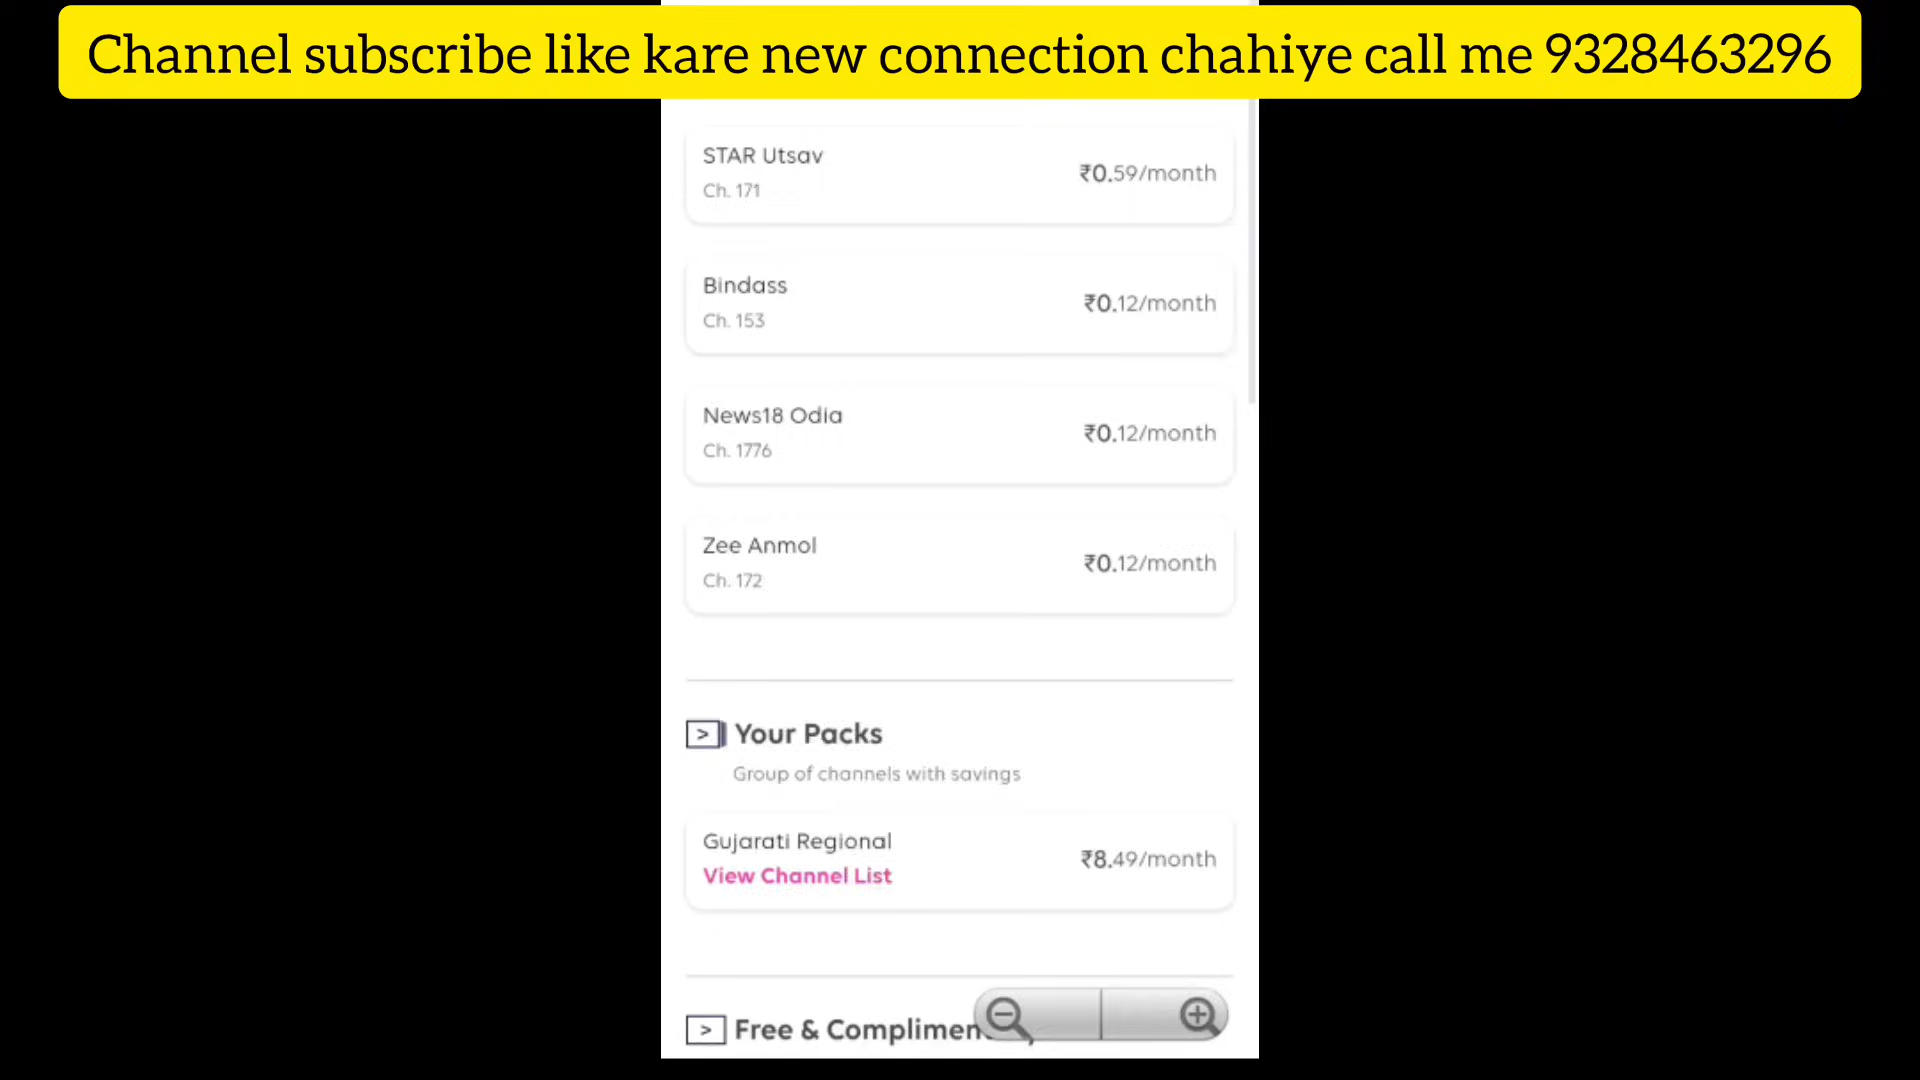 Channel subscribe like kare new connection chahiye call me 9328463296
STAR Utsav
Ch. 171
₹0.59/month
Bindass
Ch. 153
₹0.12/month
News18 Odia
Ch. 1776
₹0.12/month
Zee Anmol
Ch. 172
₹0.12/month
> Your Packs
Group of channels with savings
Gujarati Regional
View Channel List
₹8.49/month
> Free & Complimen